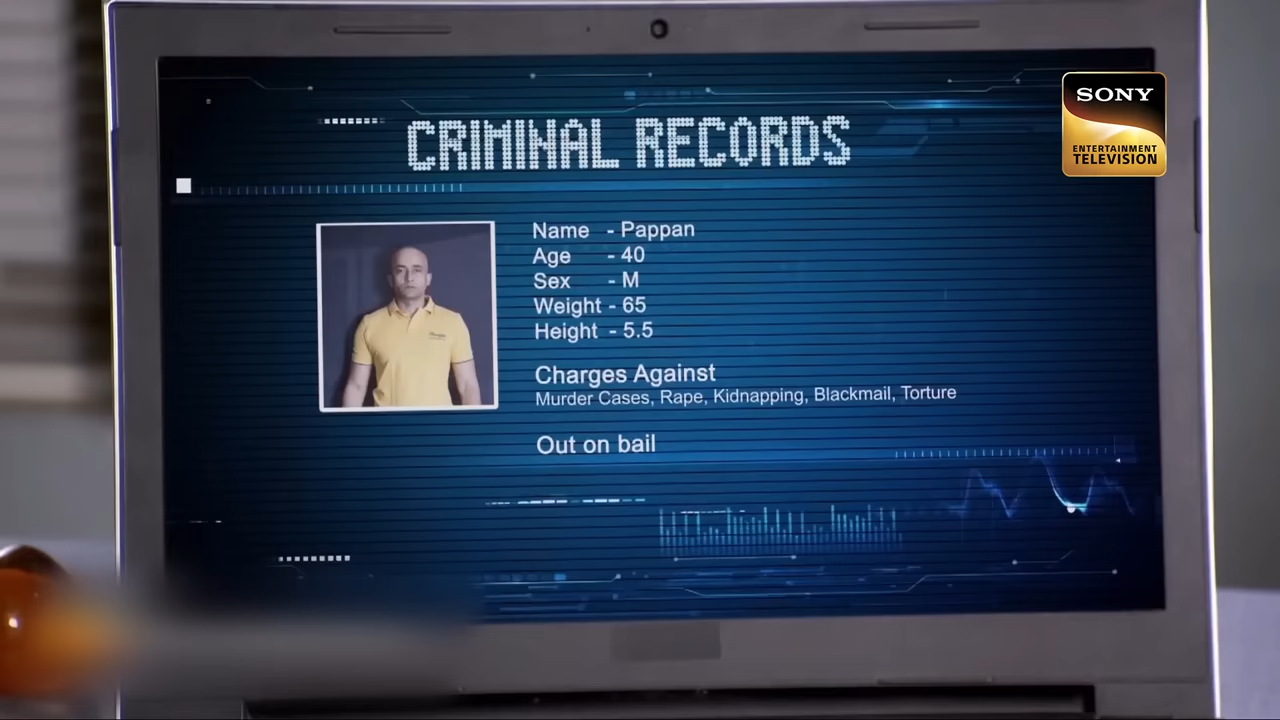 CRIMINAL RECORDS
SONY
ENTERTAINMENT
TELEVISION
Name - Pappan
Age - 40
Sex - M
Weight - 65
Height - 5.5
Charges Against
Murder Cases, Rape, Kidnapping, Blackmail, Torture
Out on bail